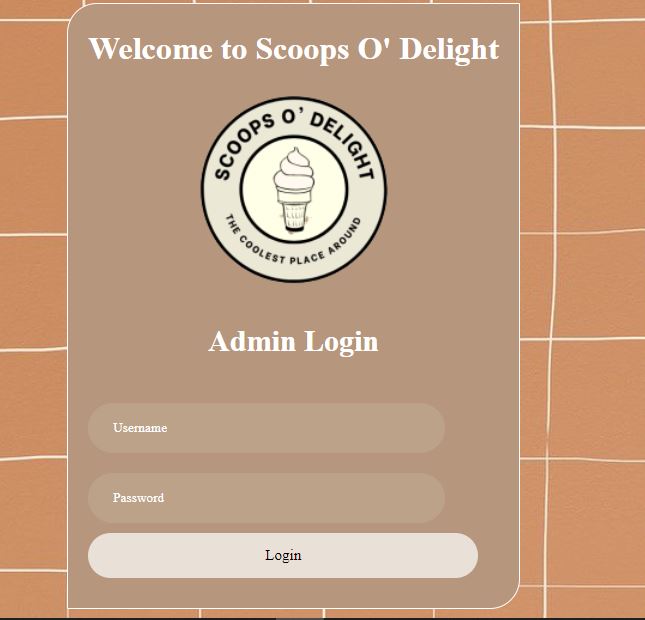 Welcome to Scoops O' Delight
SCOOPS O' DELIGHT
THE COOLEST PLACE AROUND
Admin Login
Username
Password
Login